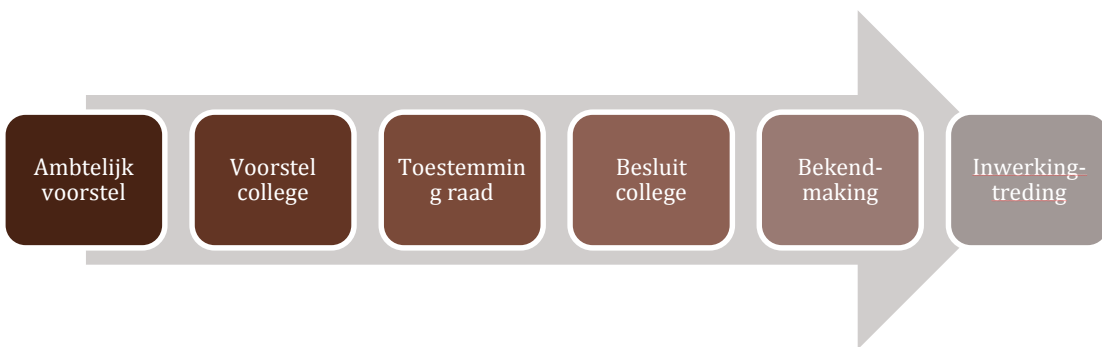 Ambtelijk
voorstel
Voorstel
college
Toestemmin
g raad
Besluit
college
Bekend-
making
Inwerking-
treding